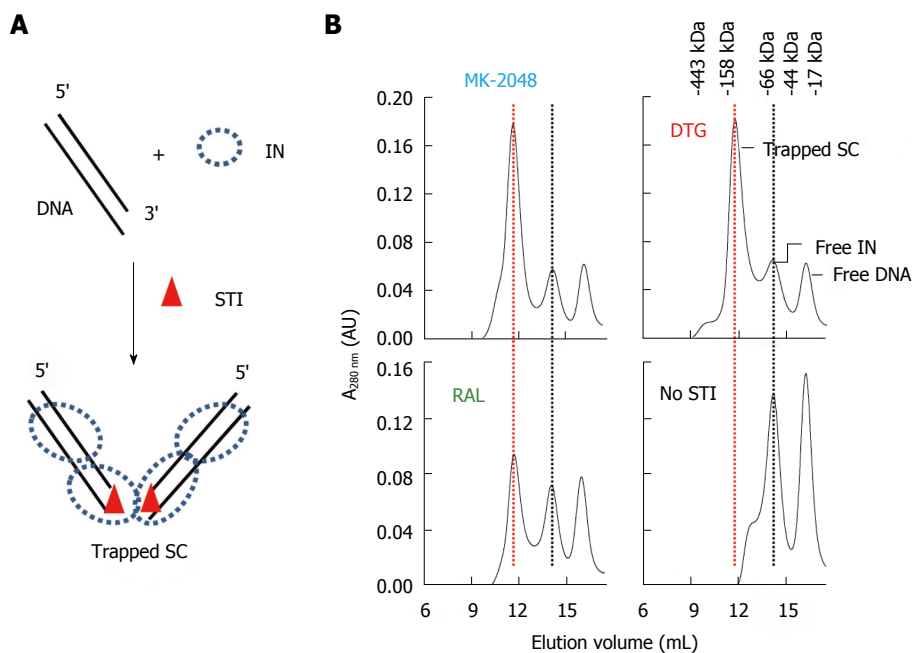 A
5'
+
IN
DNA
3'
STI
5'
5'
Trapped SC
B
-443 kDa
-158 kDa
-66 kDa
-44 kDa
-17 kDa
MK-2048
0.20
0.16
0.12
0.08
0.04
0.00
DTG
Trapped SC
Free IN
Free DNA
A280 nm (AU)
RAL
0.16
0.12
0.08
0.04
0.00
No STI
6 9 12 15
6 9 12 15
Elution volume (mL)